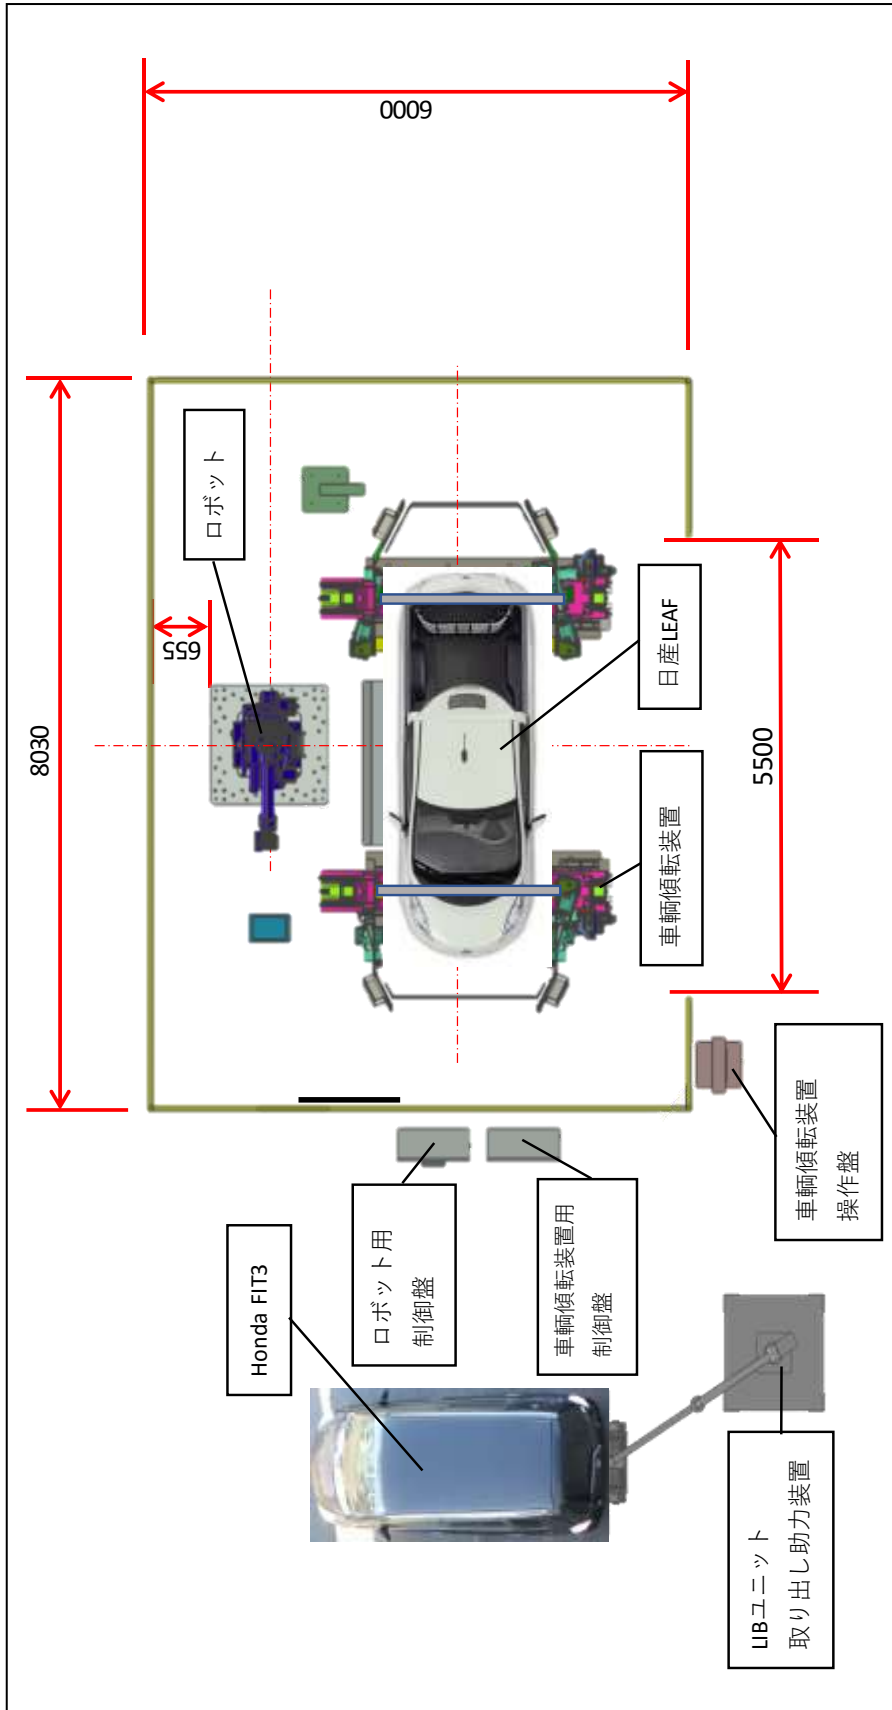 6000
8030
655
ロボット
日産LEAF
5500
車輌傾転装置
Honda FIT3
ロボット用
制御盤
車輌傾転装置用
制御盤
車輌傾転装置
操作盤
LIBユニット
取り出し助力装置